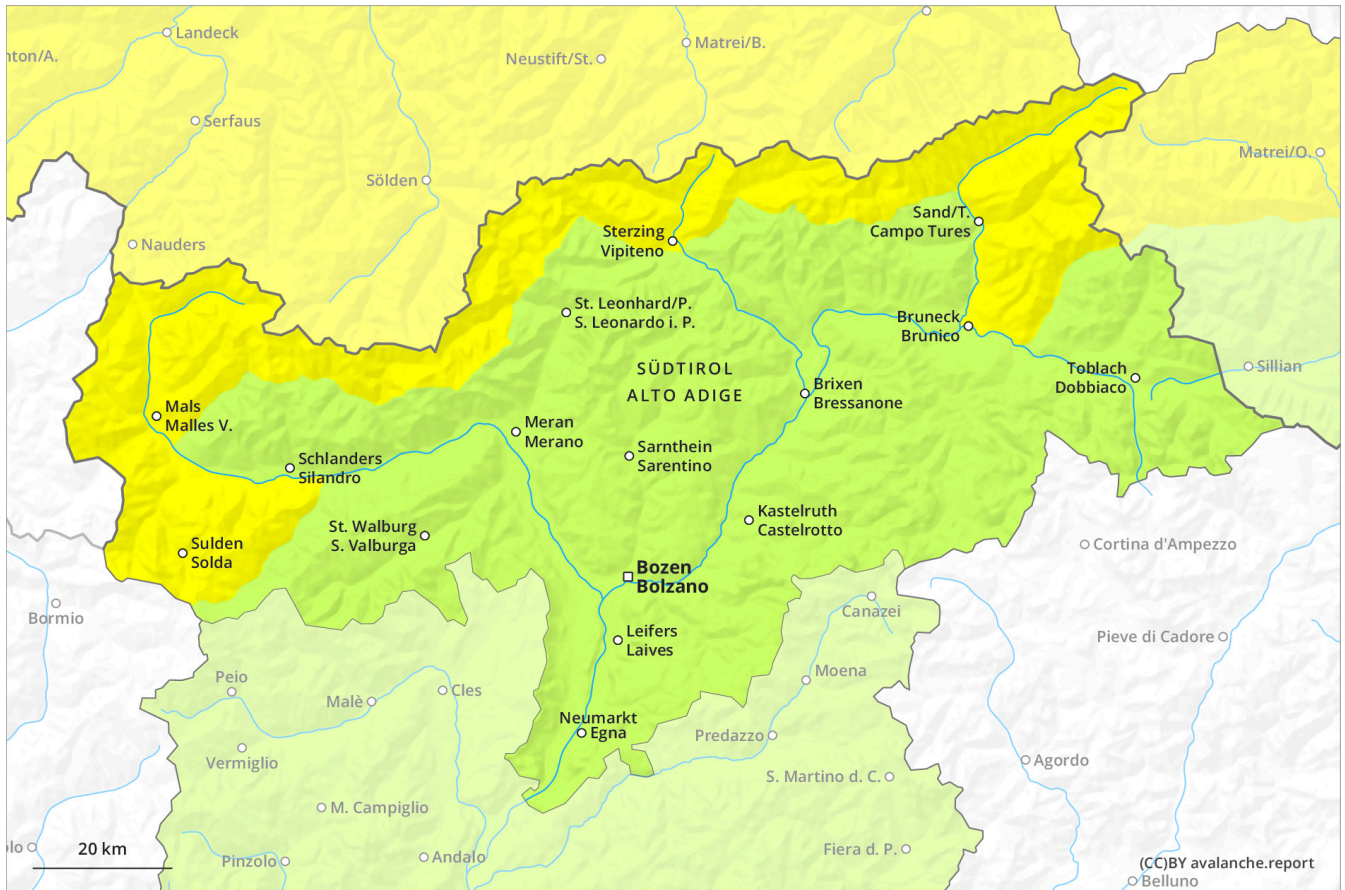 Landeck
nton/A.
Matrei/B.
Neustift/St.
Serfaus
Matrei/O.
Sölden
Sand/T.
Campo Tures
Nauders
Sterzing
Vipiteno
St. Leonhard/P.
S. Leonardo i. P.
Bruneck
Brunico
SÜDTIROL
ALTO ADIGE
Toblach
Dobbiaco
Sillian
Brixen
Bressanone
Mals
Malles V.
Meran
Merano
Sarnthein
Sarentino
Schlanders
Silandro
Kastelruth
Castelrotto
St. Walburg
S. Valburga
Sulden
Solda
Cortina d'Ampezzo
Bozen
Bolzano
Bormio
Canazei
Leifers
Laives
Pieve di Cadore
Peio
Moena
Malè
Cles
Neumarkt
Egna
Predazzo
Vermiglio
Agordo
S. Martino d. C.
M. Campiglio
lo
20 km
Pinzolo
Andalo
Fiera d. P.
(CC)BY avalanche.report
Belluno